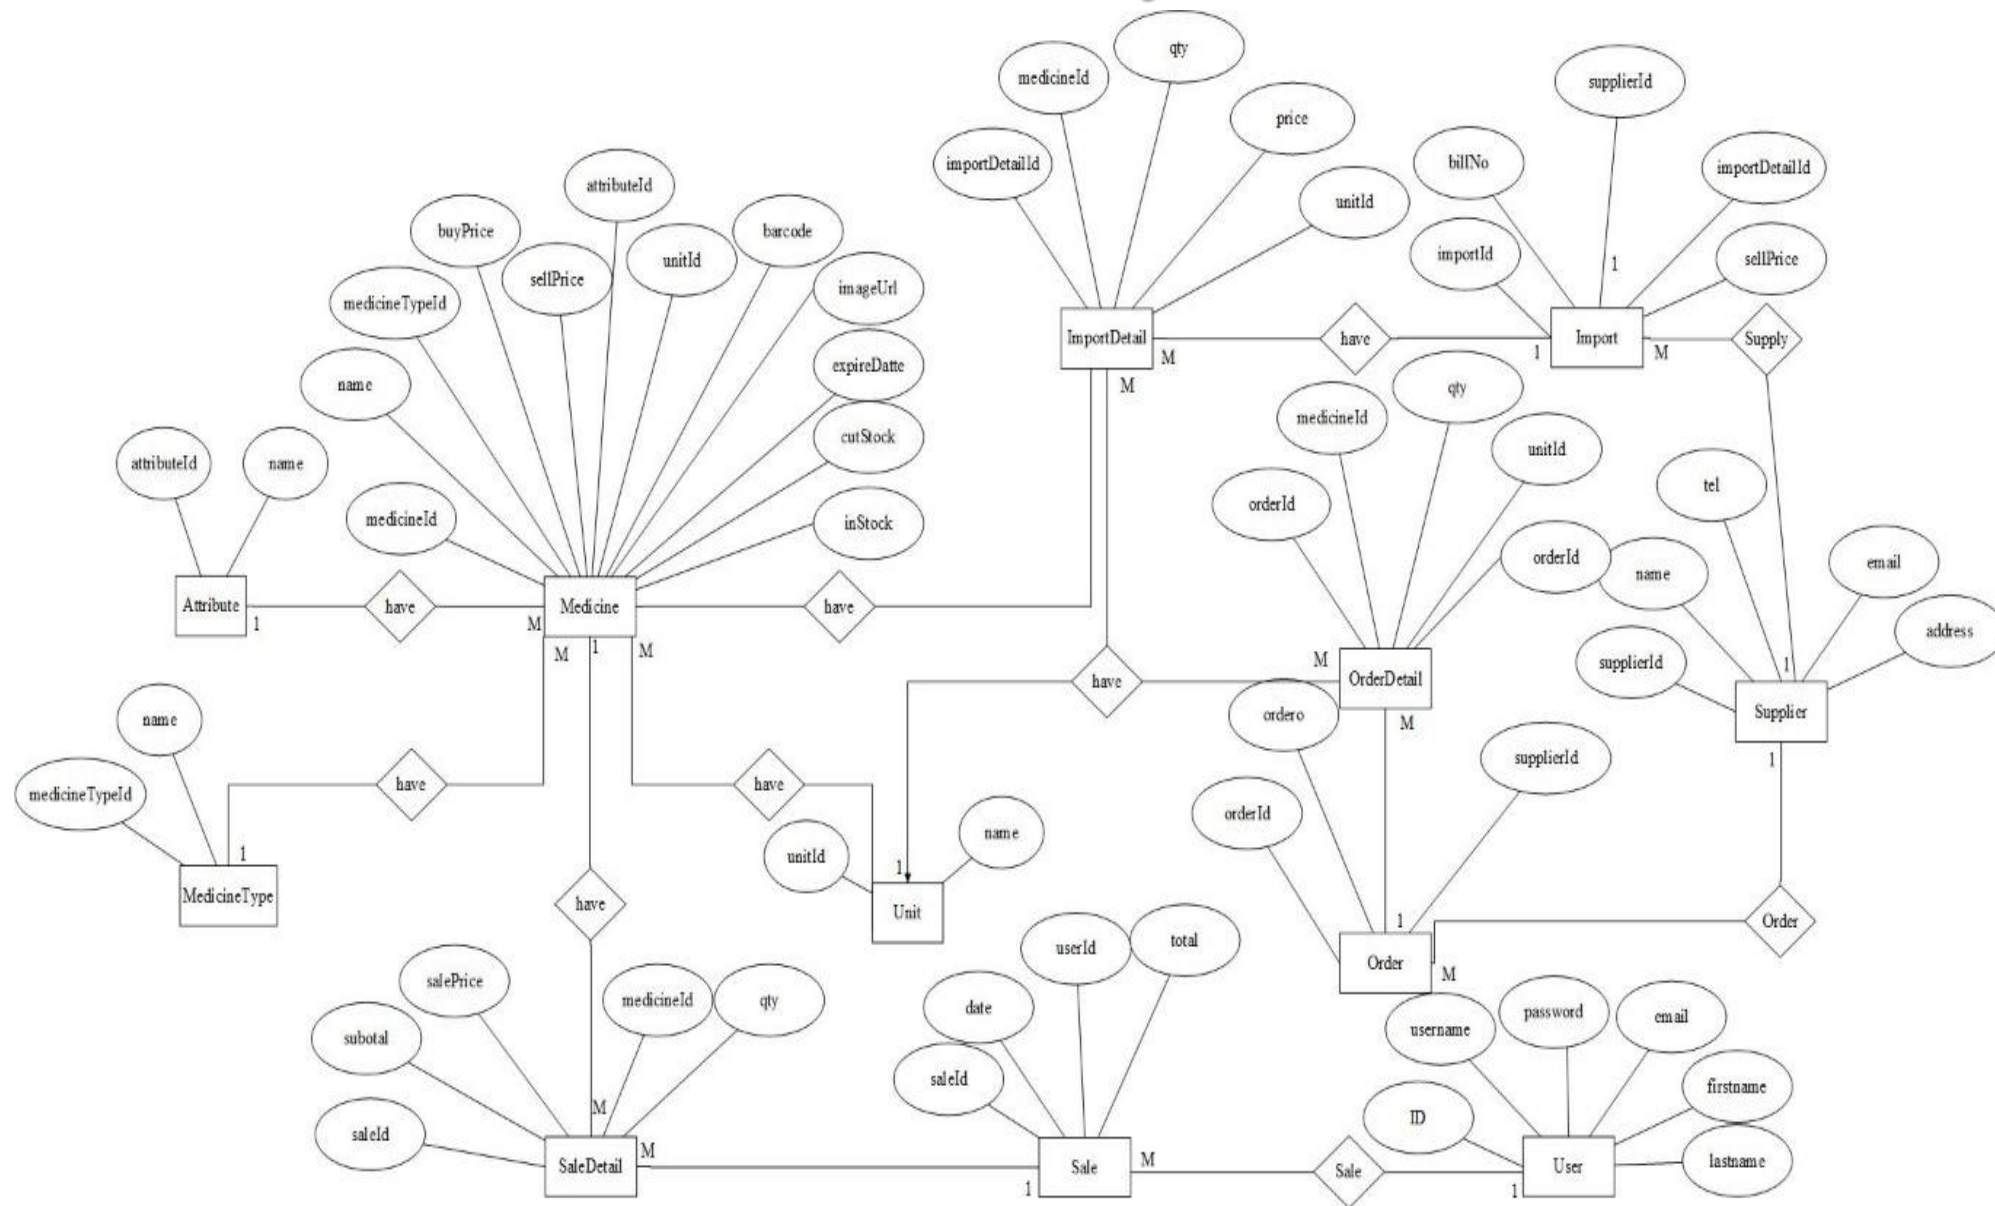 qty
medicineId
supplierId
price
billNo
importDetailId
importDetailId
attributeId
unitId
buyPrice
barcode
sellPrice
unitId
importId
sellPrice
imageUrl
medicineTypeId
1
ImportDetail
have
Import
Supply
M
1
M
expireDatte
name
M
qty
medicineId
cutStock
unitId
attributeId
name
tel
medicineId
inStock
orderId
orderId
name
email
Attribute
have
Medicine
have
1
M
address
M
1
M
M
supplierId
1
have
OrderDetail
Supplier
name
ordero
M
supplierId
1
medicineTypeId
have
have
orderId
name
unitId
1
1
MedicineType
have
Unit
1
Order
userId
total
Order
M
salePrice
medicineId
qty
date
password
email
username
subotal
saleId
firstname
M
ID
saleId
M
M
lastname
SaleDetail
Sale
Sale
User
1
1